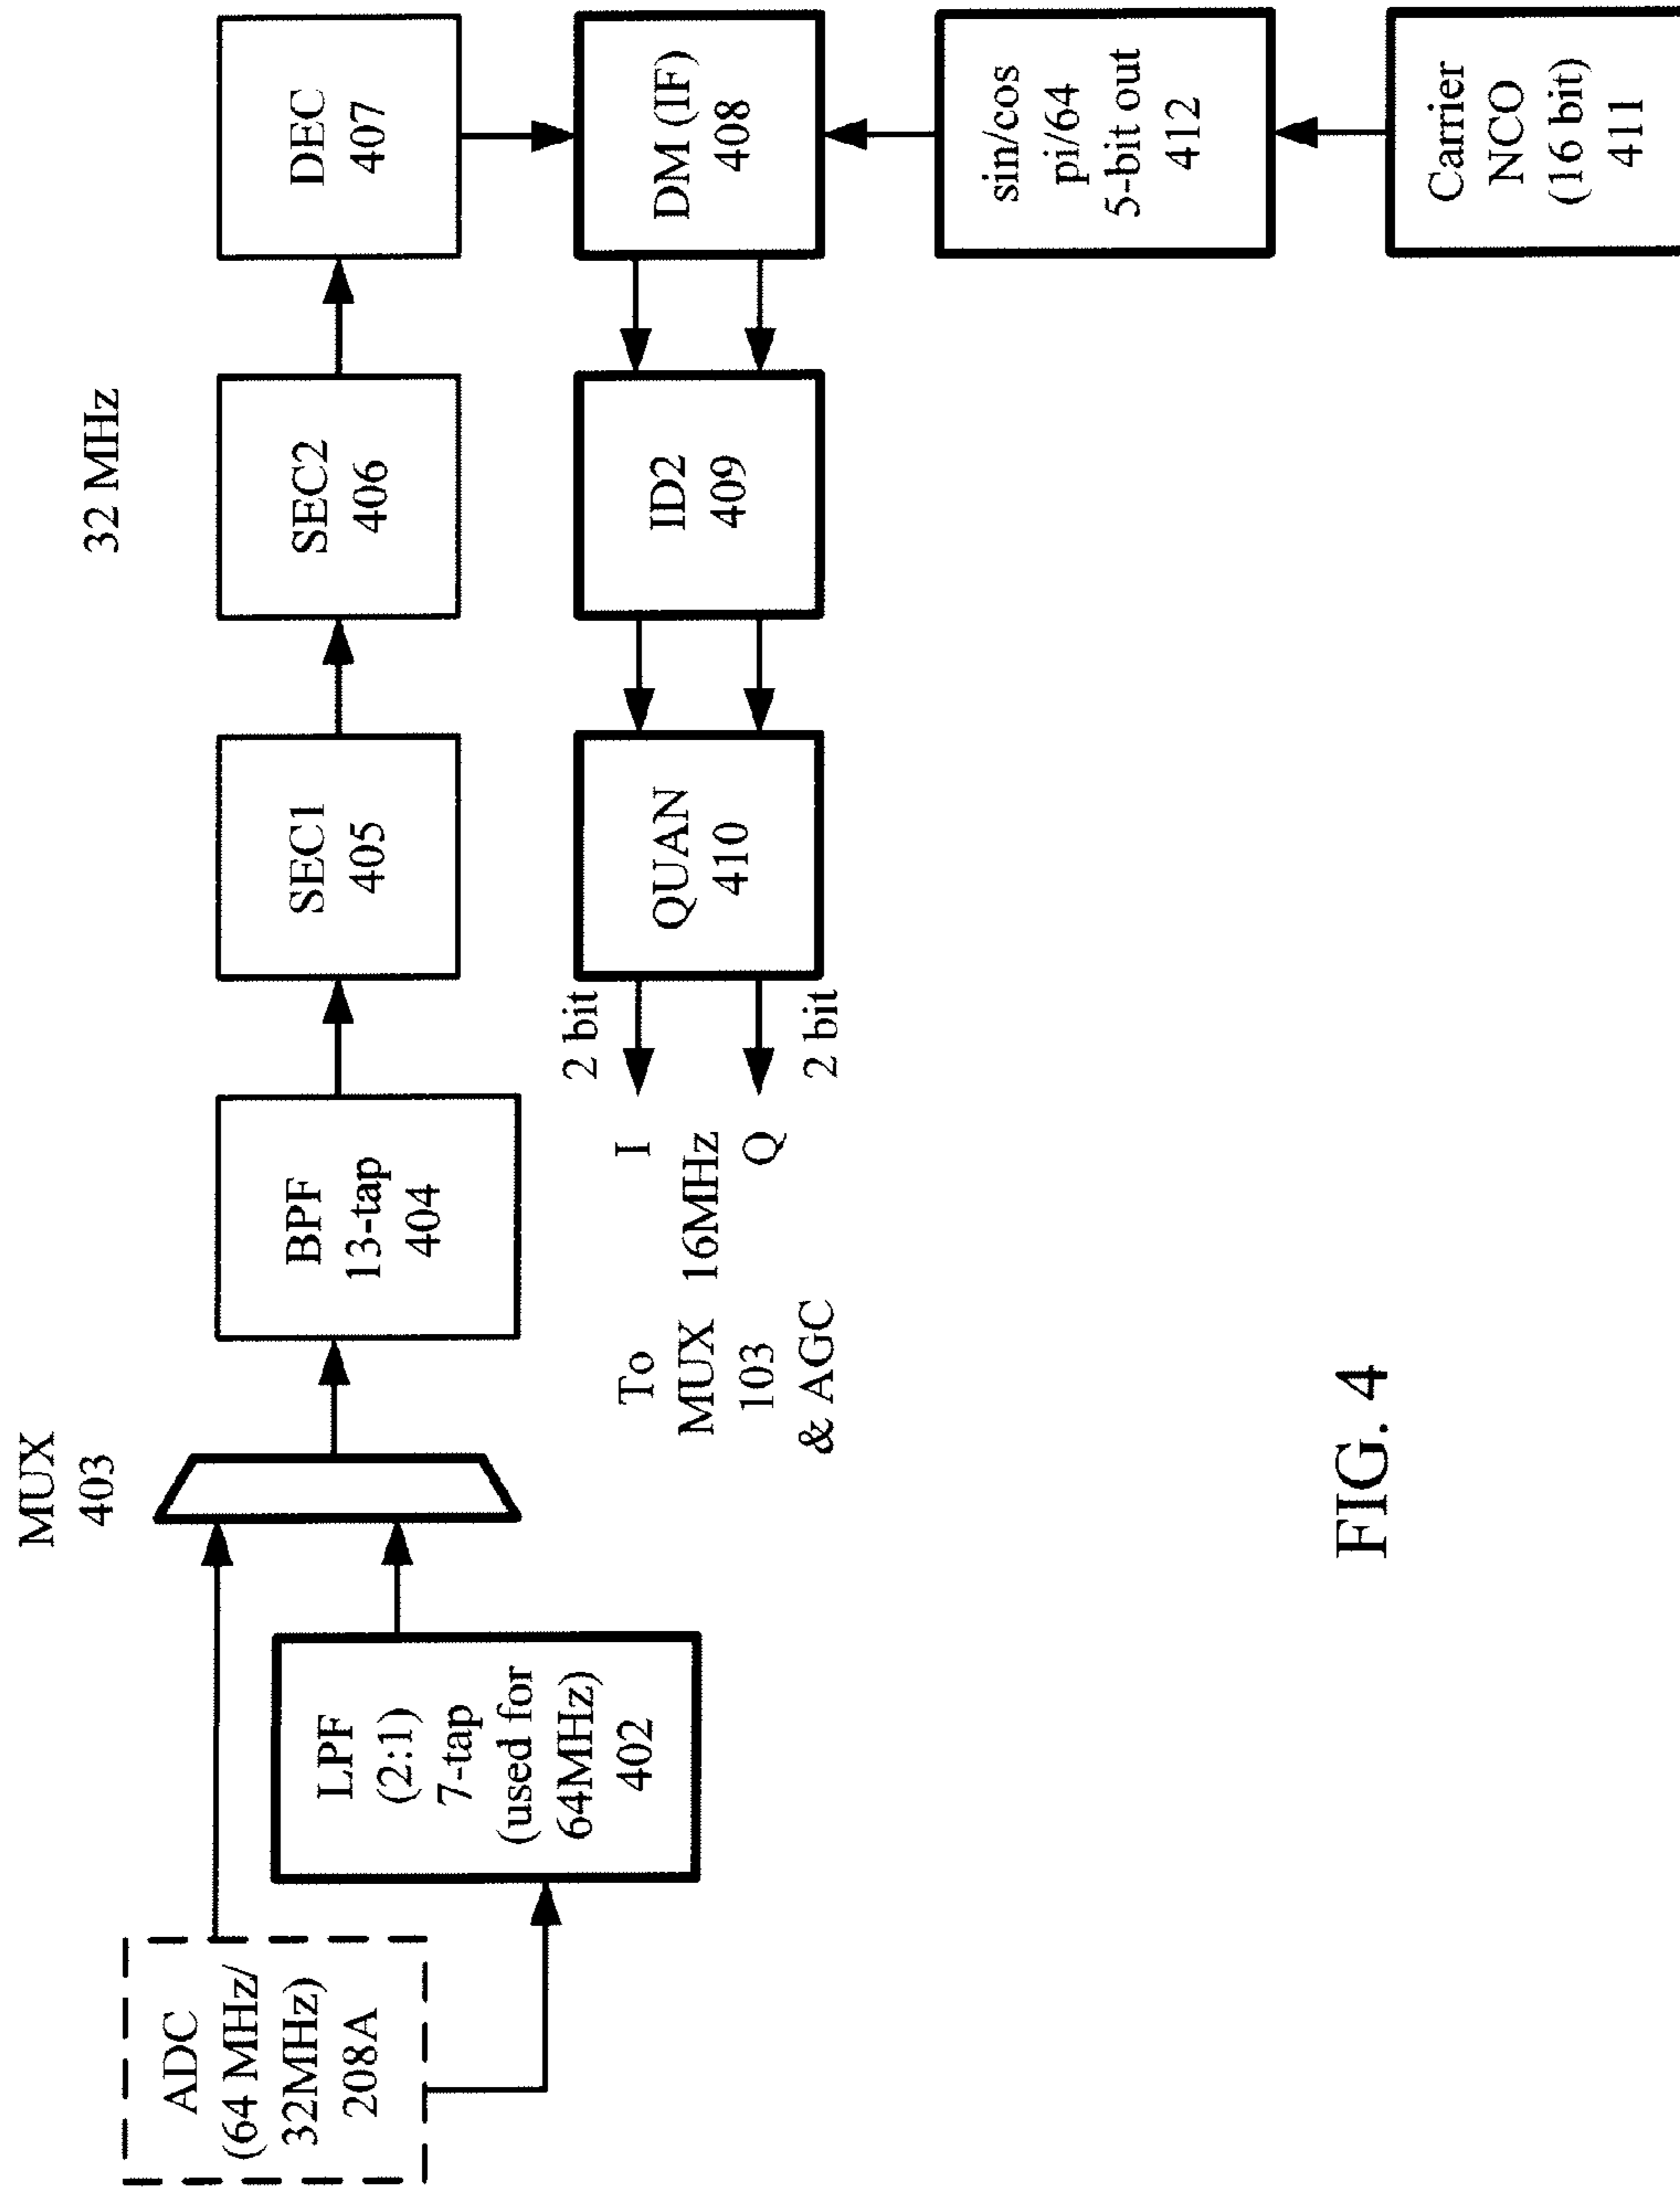 MUX
403
32 MHz
ADC
(64 MHz/
32MHz)
208A
LPF
(2:1)
7-tap
(used for
64MHz)
402
BPF
13-tap
404
SEC1
405
SEC2
406
DEC
407
DM (IF)
408
ID2
409
QUAN
410
2 bit
2 bit
I
16MHz
Q
To
MUX
103
& AGC
sin/cos
pi/64
5-bit out
412
Carrier
NCO
(16 bit)
411
FIG. 4